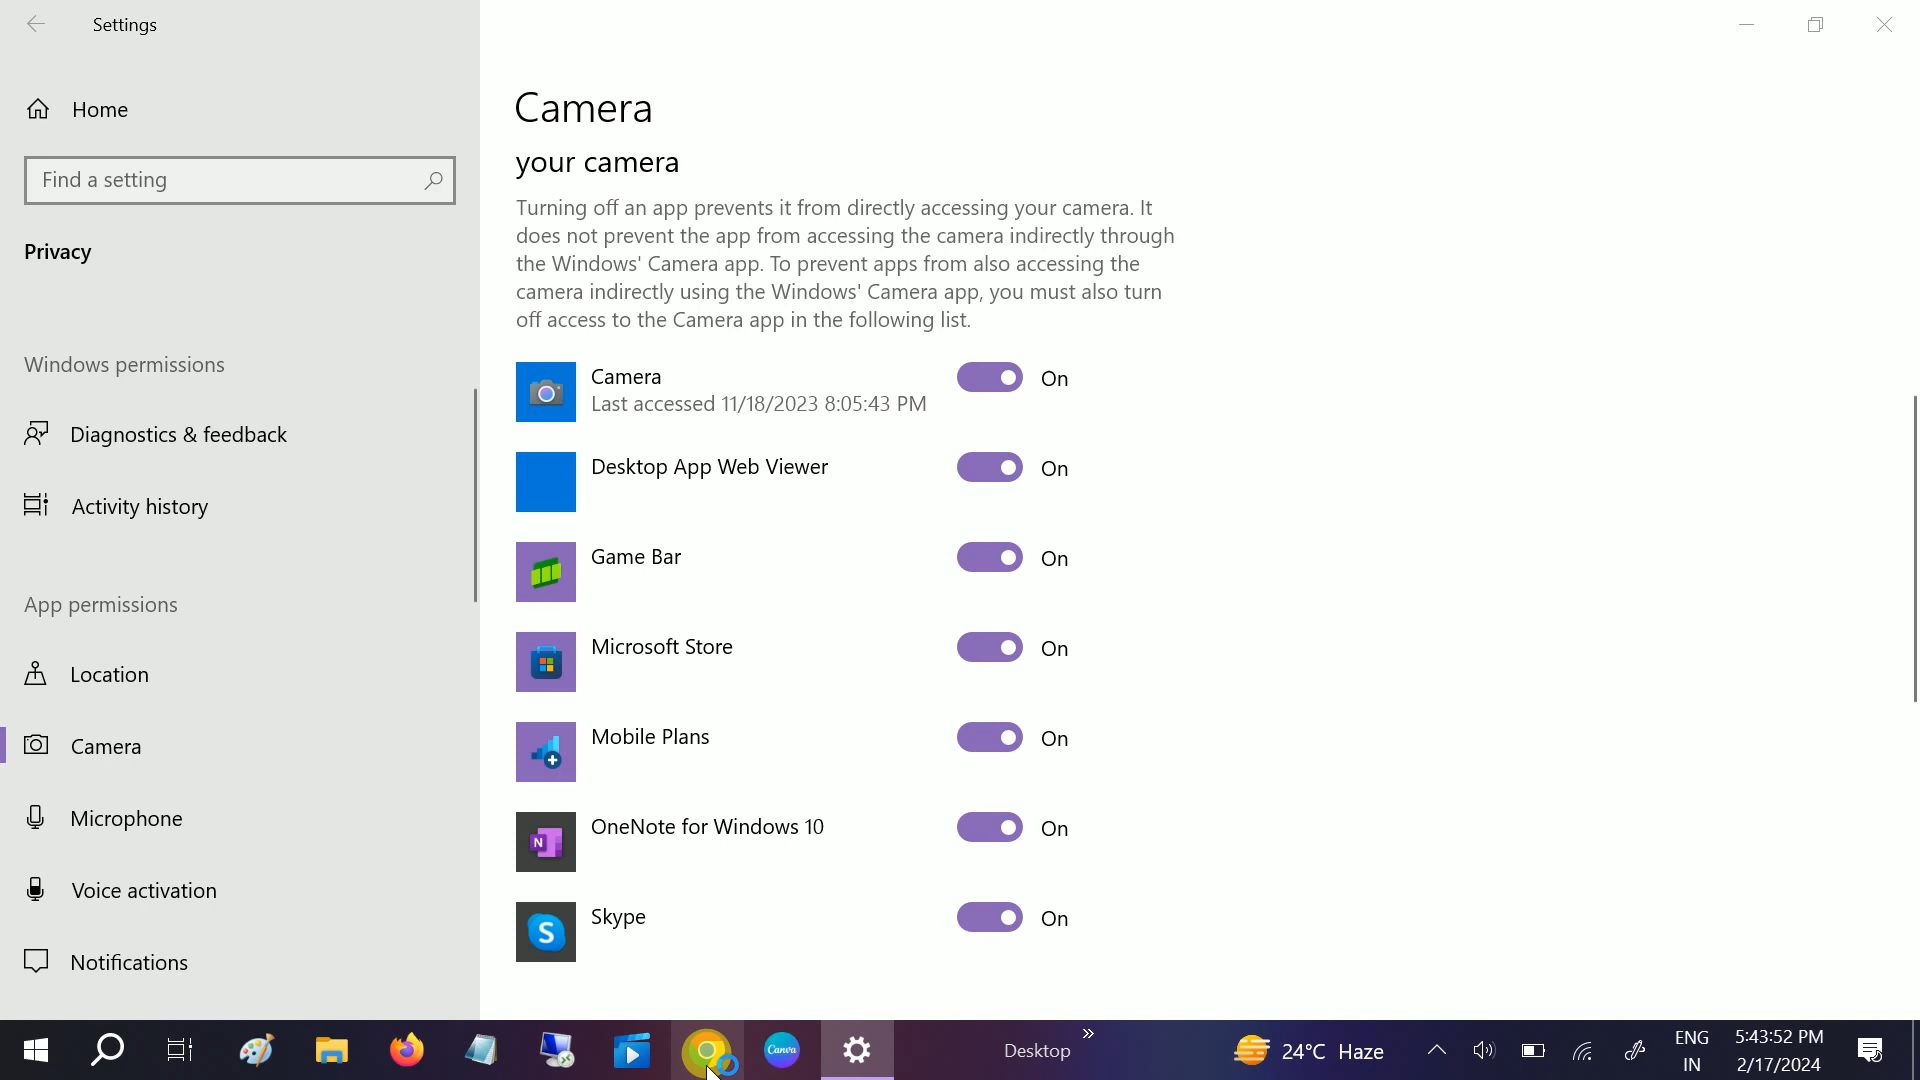 Settings
Home
Find a setting
Privacy
Windows permissions
Diagnostics & feedback
Activity history
App permissions
Location
Camera
Microphone
Voice activation
Notifications
Camera
your camera
Turning off an app prevents it from directly accessing your camera. It
does not prevent the app from accessing the camera indirectly through
the Windows' Camera app. To prevent apps from also accessing the
camera indirectly using the Windows' Camera app, you must also turn
off access to the Camera app in the following list.
Camera
Last accessed 11/18/2023 8:05:43 PM
On
Desktop App Web Viewer
On
Game Bar
On
Microsoft Store
On
Mobile Plans
On
N
OneNote for Windows 10
On
S
Skype
On
Canva
Desktop
24°C Haze
ENG
IN
5:43:52 PM
2/17/2024